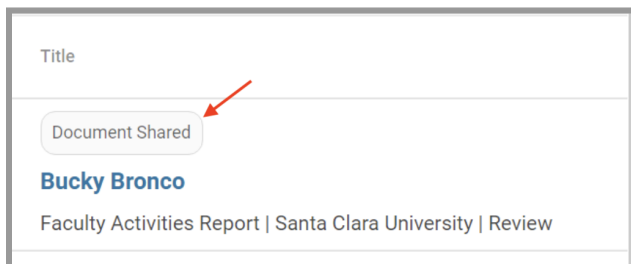 Title
Document Shared
Bucky Bronco
Faculty Activities Report | Santa Clara University | Review